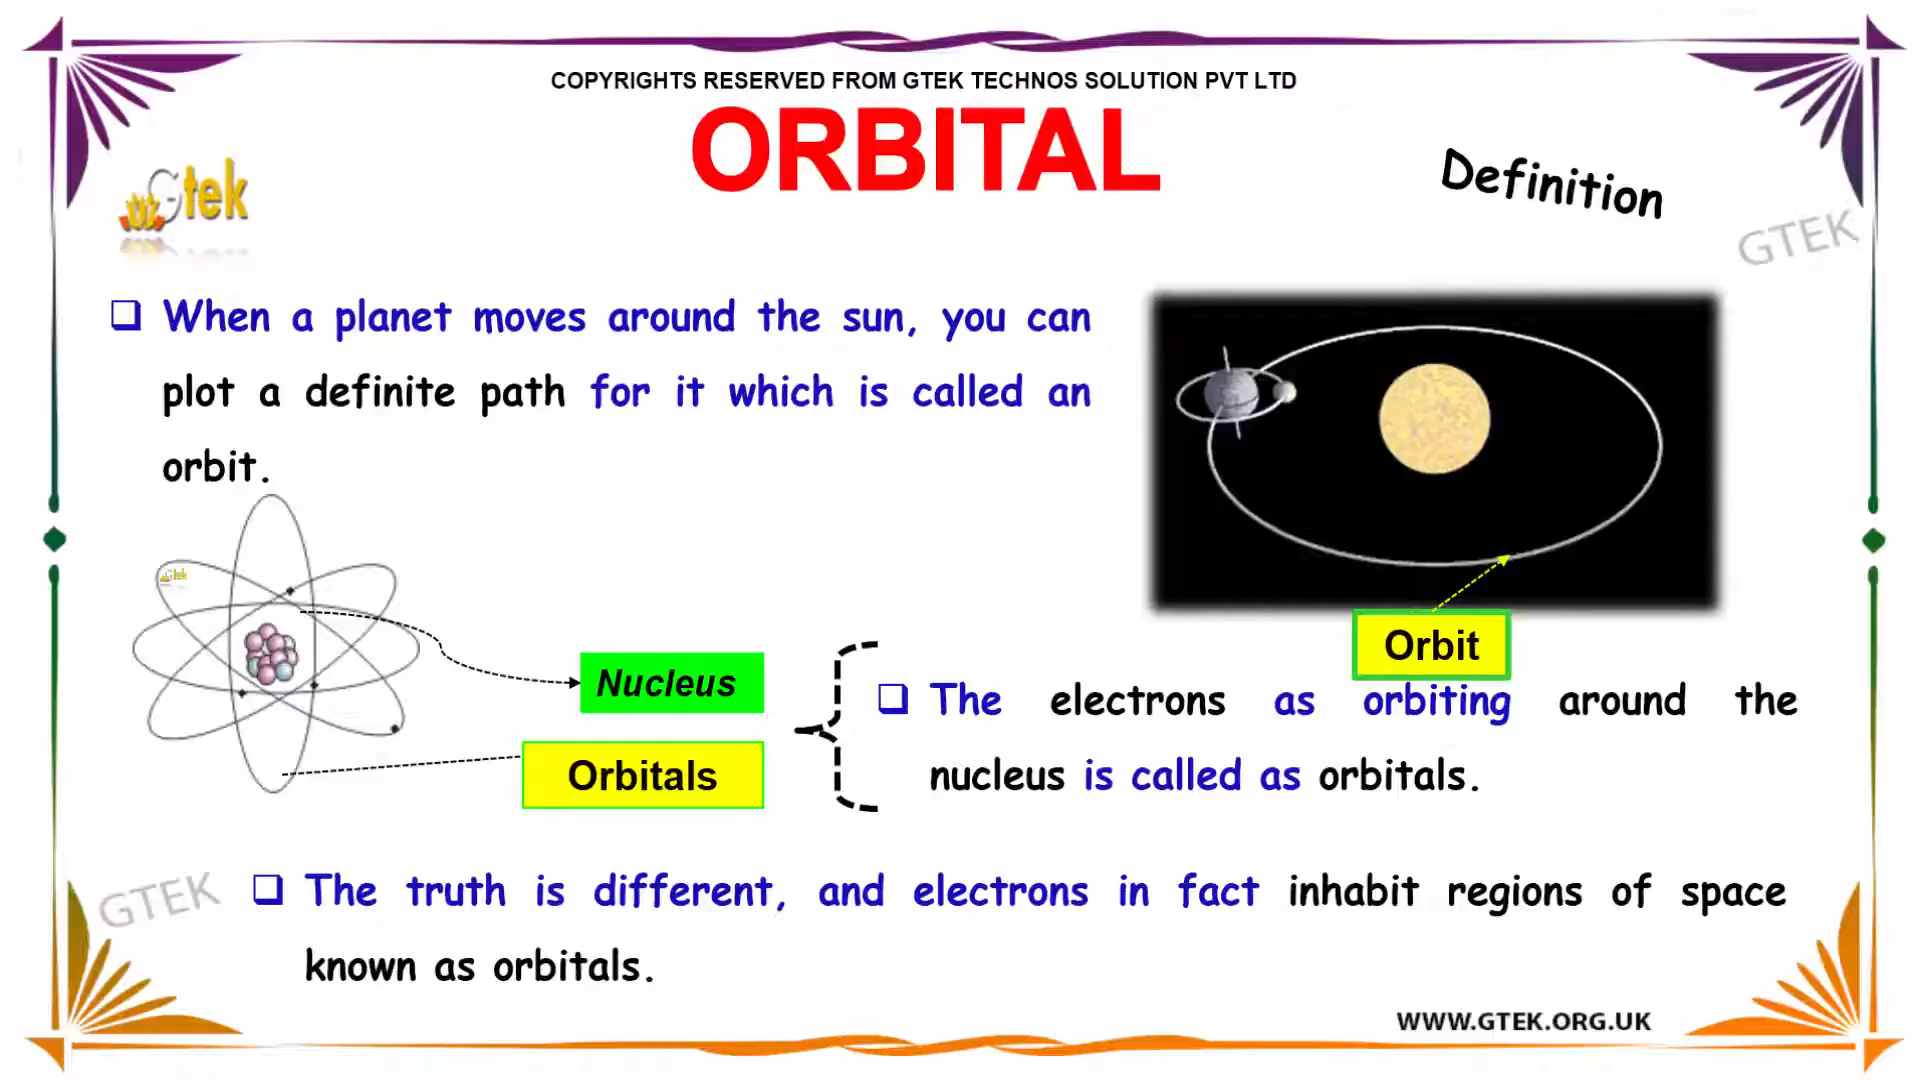 COPYRIGHTS RESERVED FROM GTEK TECHNOS SOLUTION PVT LTD
ORBITAL
Definition
Gtek
GTEK
When a planet moves around the sun, you can
plot a definite path for it which is called an
orbit.
Gtek
Orbit
Nucleus
Orbitals
The electrons as orbiting around the
nucleus is called as orbitals.
GTEK
The truth is different, and electrons in fact inhabit regions of space
known as orbitals.
WWW.GTEK.ORG.UK